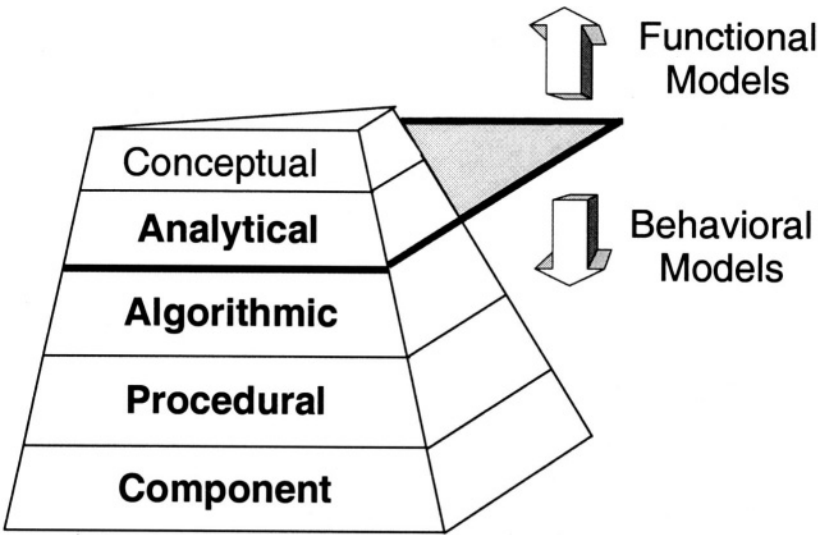 Functional
Models
Conceptual
Analytical
Behavioral
Models
Algorithmic
Procedural
Component